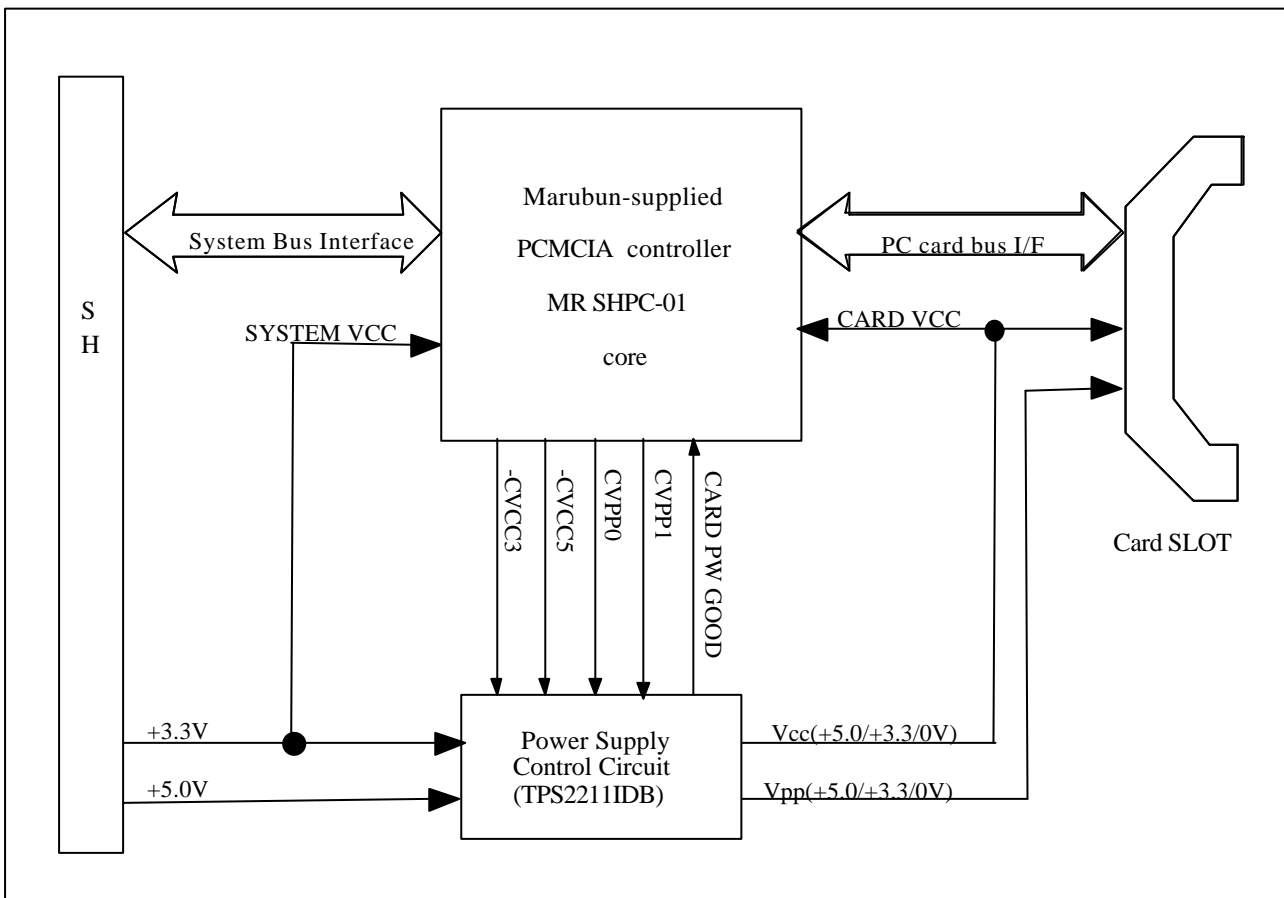 Marubun-supplied
PCMCIA controller
MR SHPC-01
core
System Bus Interface
PC card bus I/F
S
H
SYSTEM VCC
CARD VCC
-CVCC3
-CVCC5
CVPP0
CVPP1
CARD PW GOOD
Card SLOT
+3.3V
+5.0V
Power Supply
Control Circuit
(TPS2211IDB)
Vcc(+5.0/+3.3/0V)
Vpp(+5.0/+3.3/0V)